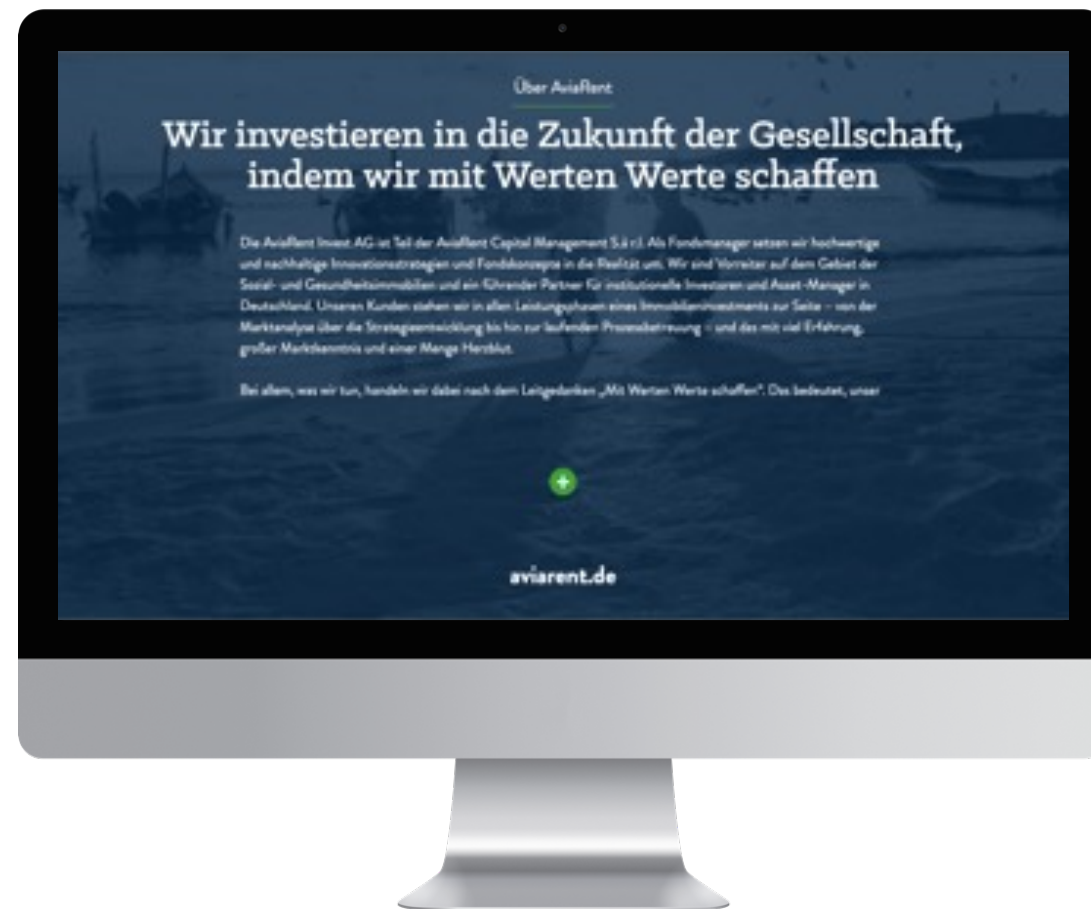 Über AviaRent
Wir investieren in die Zukunft der Gesellschaft,
indem wir mit Werten Werte schaffen
Die AviaRent Invest AG ist Teil der AviaRent Capital Management S.à r.l. Als Fondsmanager setzen wir hochwertige
und nachhaltige Innovationsstrategien und Fondskonzepte in die Realität um. Wir sind Vorreiter auf dem Gebiet der
Sozial- und Gesundheitsimmobilien und ein führender Partner für institutionelle Investoren und Asset-Manager in
Deutschland. Unseren Kunden stehen wir in allen Leistungsphasen eines Immobilieninvestments zur Seite – von der
Marktanalyse über die Strategieentwicklung bis hin zur laufenden Prozessbetreuung – und das mit viel Erfahrung,
großer Marktkenntnis und einer Menge Herzblut.
Bei allem, was wir tun, handeln wir dabei nach dem Leitgedanken „Mit Werten Werte schaffen“. Das bedeutet, unser
aviarent.de